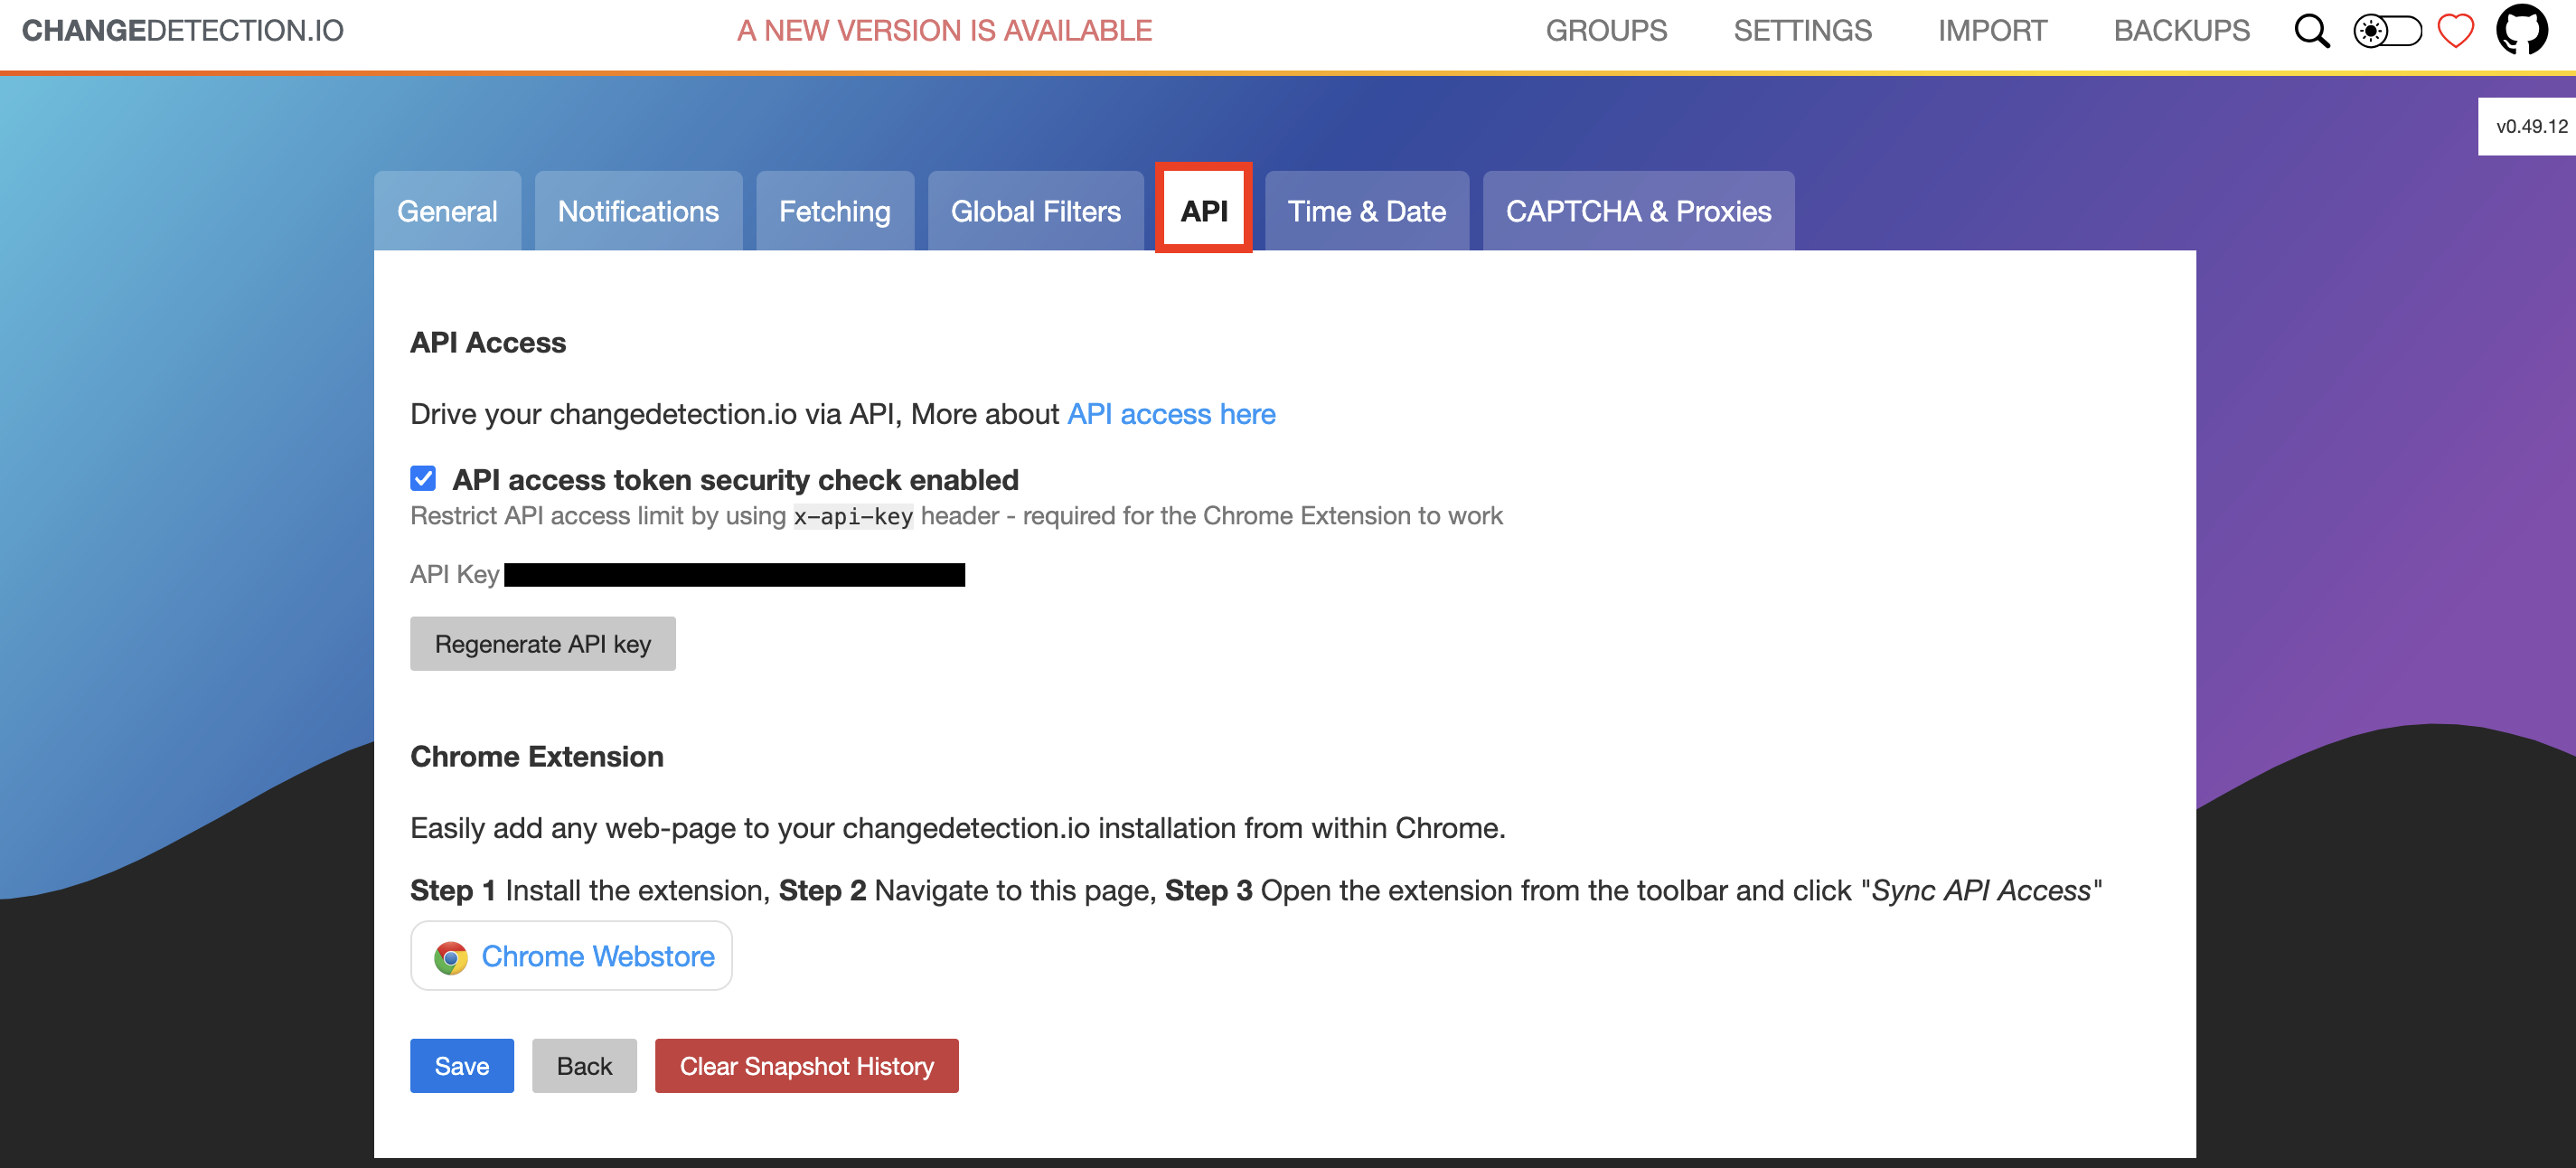 CHANGEDETECTION.IO
A NEW VERSION IS AVAILABLE
GROUPS
SETTINGS
IMPORT
BACKUPS
v0.49.12
General
Notifications
Fetching
Global Filters
API
Time & Date
CAPTCHA & Proxies
API Access
Drive your changedetection.io via API, More about API access here
API access token security check enabled
Restrict API access limit by using x-api-key header - required for the Chrome Extension to work
API Key
Regenerate API key
Chrome Extension
Easily add any web-page to your changedetection.io installation from within Chrome.
Step 1 Install the extension, Step 2 Navigate to this page, Step 3 Open the extension from the toolbar and click "Sync API Access"
Chrome Webstore
Save
Back
Clear Snapshot History